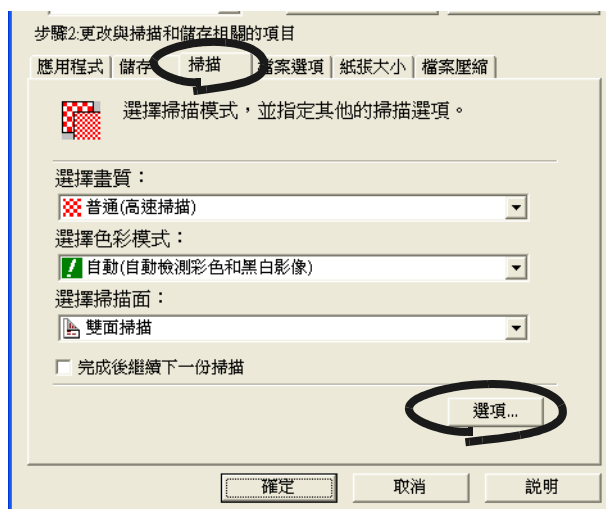 步驟2:更改與掃描和儲存相關的項目
應用程式 儲存 掃描 檔案選項 紙張大小 檔案壓縮
選擇掃描模式，並指定其他的掃描選項。
選擇畫質：
普通(高速掃描)
選擇色彩模式：
自動(自動檢測彩色和黑白影像)
選擇掃描面：
雙面掃描
完成後繼續下一份掃描
選項...
確定 取消 說明